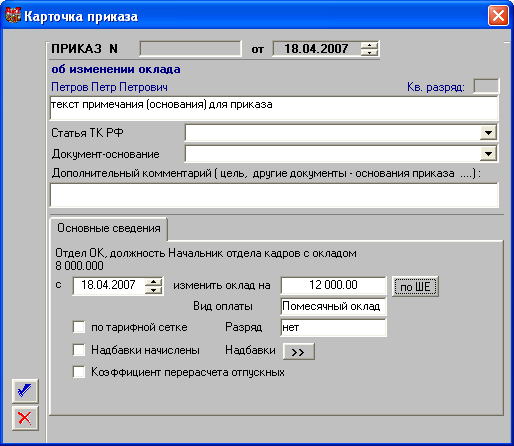 Карточка приказа
ПРИКАЗ N от 18.04.2007
об изменении оклада
Петров Петр Петрович Кв. разряд:
текст примечания (основания) для приказа
Статья ТК РФ
Документ-основание
Дополнительный комментарий ( цель, другие документы - основания приказа ....) :
Основные сведения
Отдел ОК, должность Начальник отдела кадров с окладом
8 000.000
с 18.04.2007 изменить оклад на 12 000.00 по ШЕ
Вид оплаты Помесячный оклад
по тарифной сетке Разряд нет
Надбавки начислены Надбавки >>
Коэффициент перерасчета отпускных